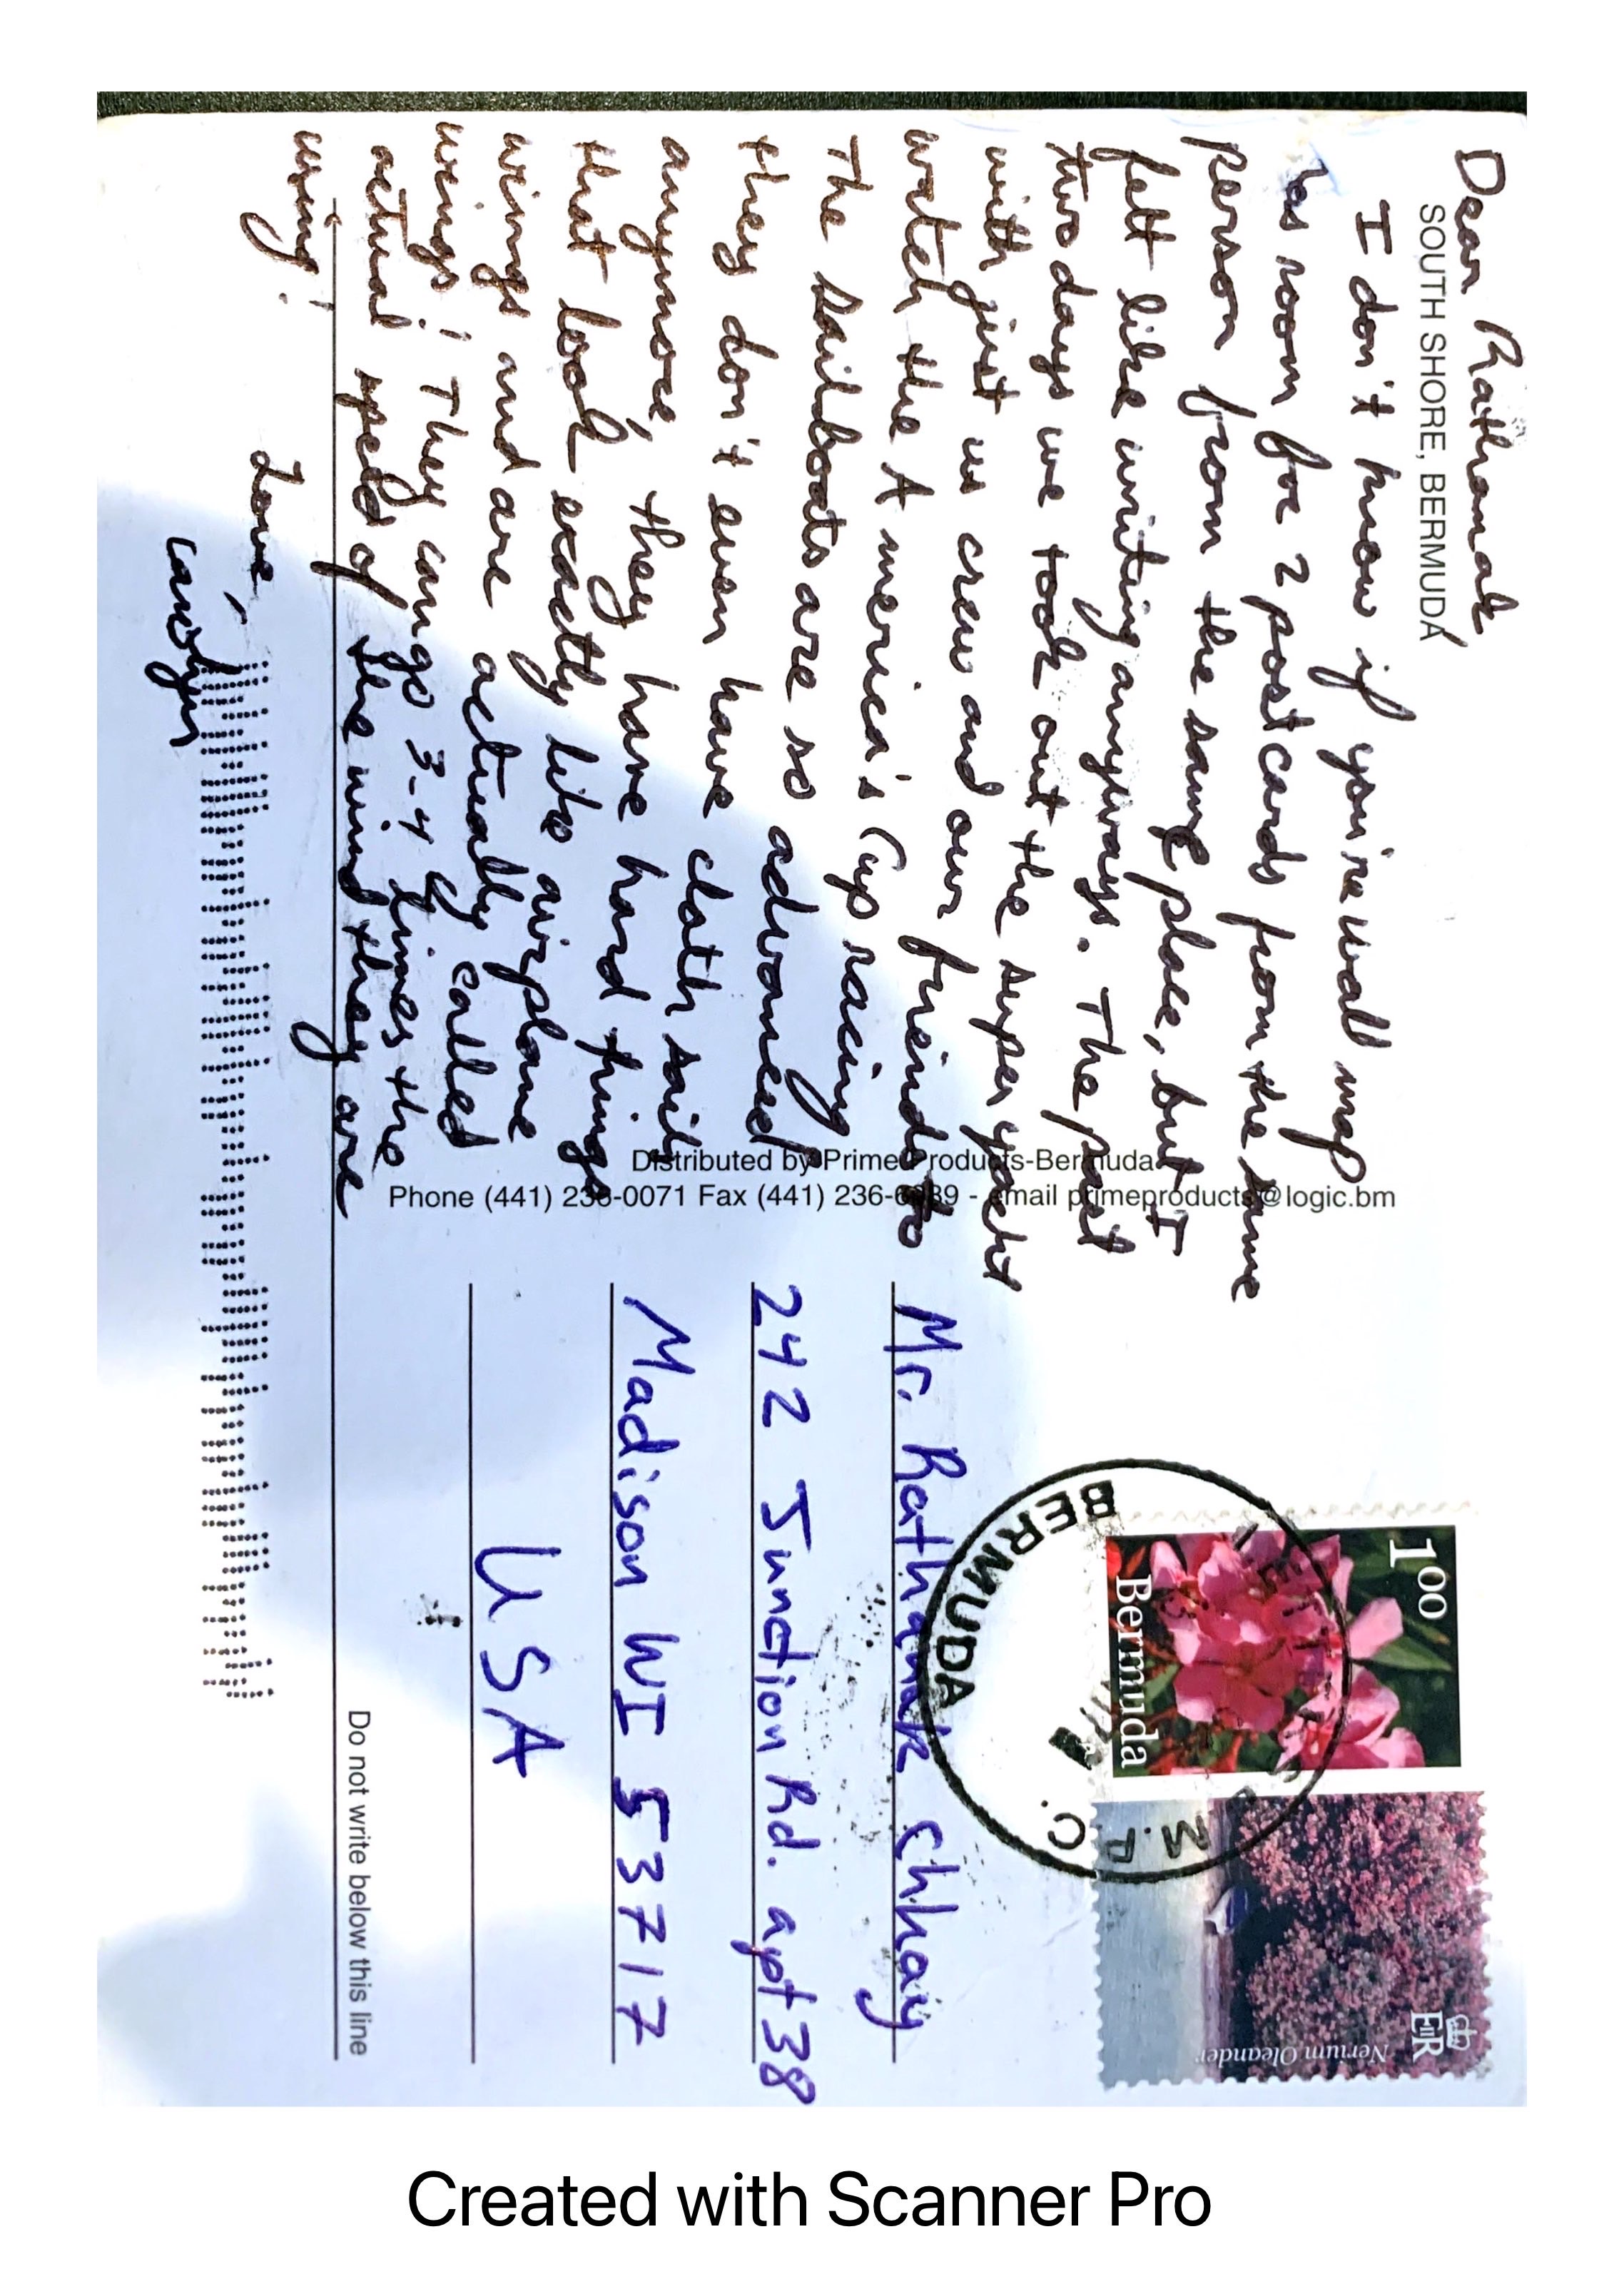 Dear Rathanak
SOUTH SHORE, BERMUDA
I don't know if you're wall map
has room for 2 postcards from the same
person from the same place, but I
felt like writing anyways. The past
two days we took out the super yacht
with just us crew and our freinds to
watch the America's Cup racing
The sailboats are so advanced
they don't even have cloth sails
anymore, they have hard things
that look exactly like airplane
wings and are actually called
wings! They can go 3-4 times the
actual speed of the wind they are
using!
Love,
Carolyn
Distributed by Prime Products-Bermuda
Phone (441) 236-0071 Fax (441) 236-6639 - email primeproducts@logic.bm
Mr. Rathanak Chhay
242 Junction Rd. apt 38
Madison WI 53717
USA
Do not write below this line
1 00
Bermuda
EIIR
Nerium Oleander
BERMUDA
Created with Scanner Pro